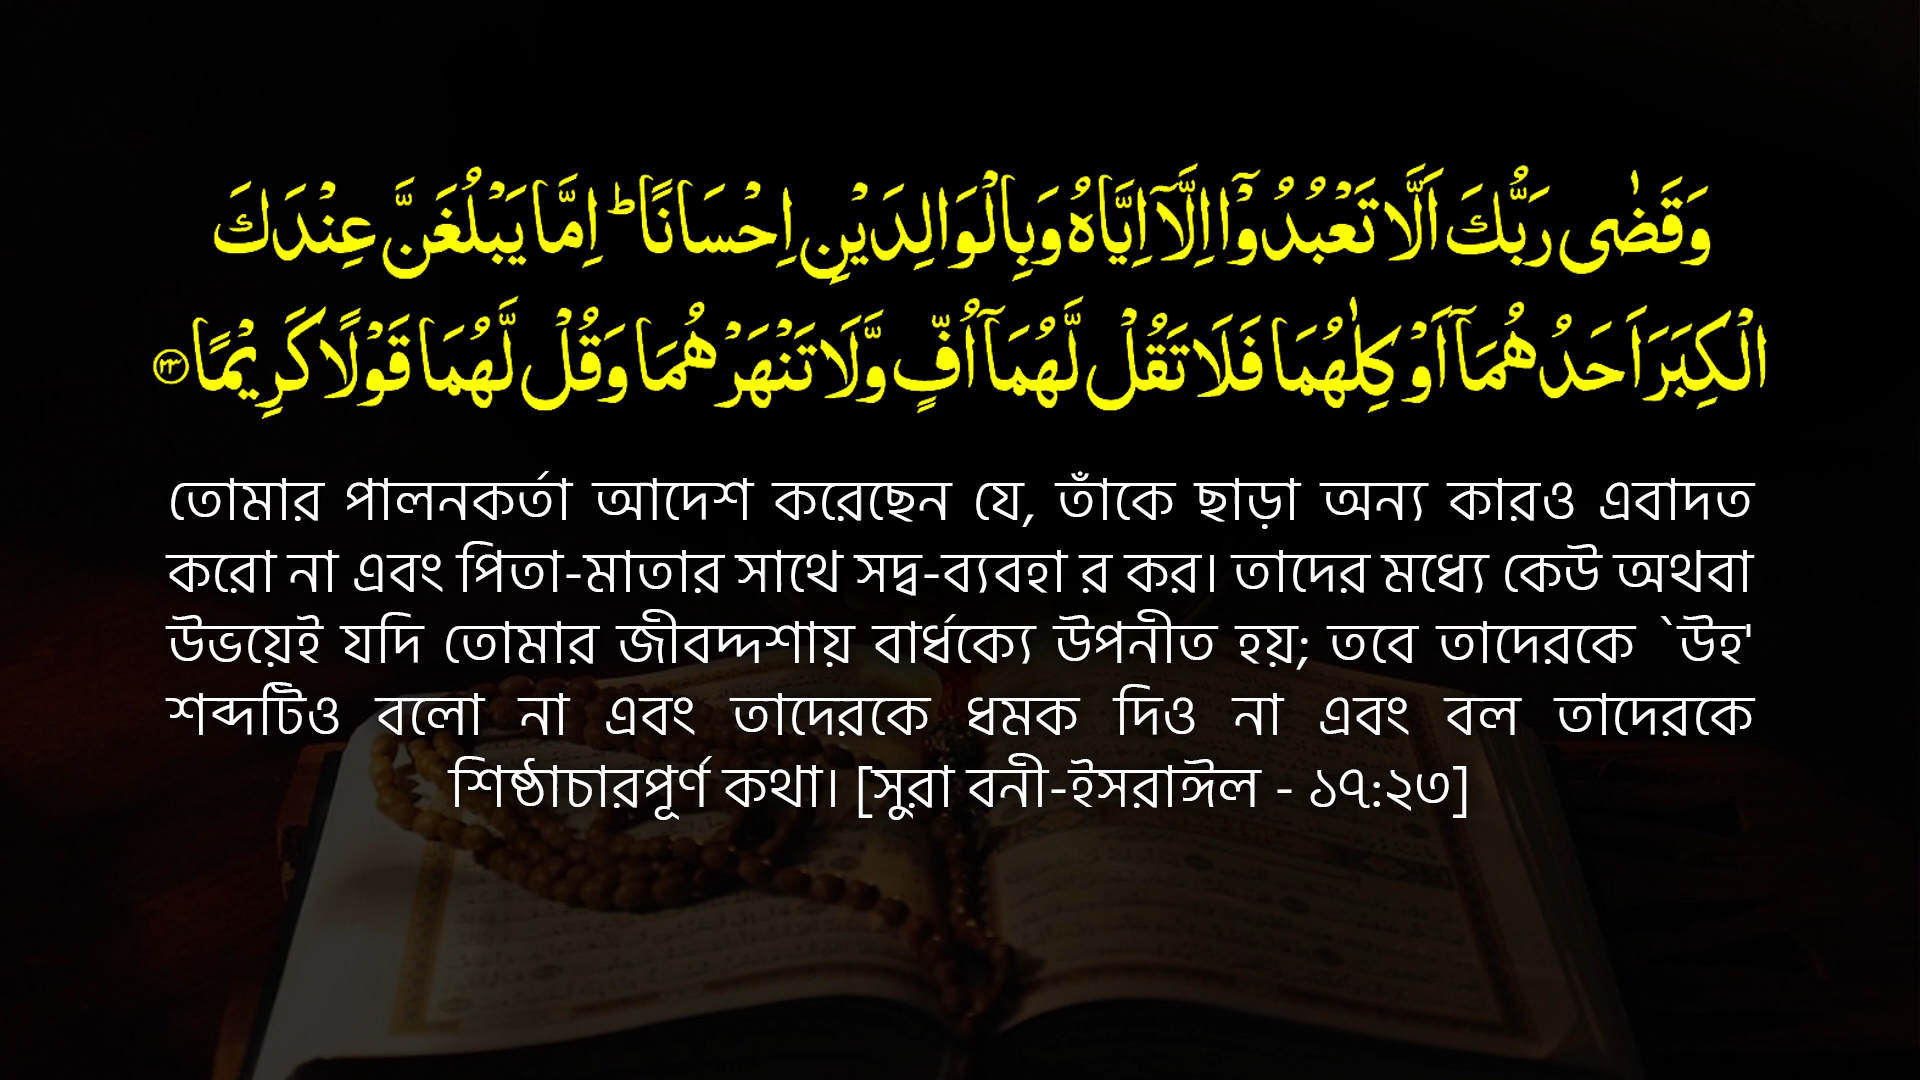 وَقَضٰى رَبُّكَ اَلَّا تَعْبُدُوْٓا اِلَّآ اِيَّاهُ وَبِالْوَالِدَيْنِ اِحْسَانًا ؕ اِمَّا يَبْلُغَنَّ عِنْدَكَ
الْكِبَرَ اَحَدُهُمَآ اَوْ كِلٰهُمَا فَلَا تَقُلْ لَّهُمَآ اُفٍّ وَّلَا تَنْهَرْهُمَا وَقُلْ لَّهُمَا قَوْلًا كَرِيْمًا ۝۲۳
তোমার পালনকর্তা আদেশ করেছেন যে, তাঁকে ছাড়া অন্য কারও এবাদত
করো না এবং পিতা-মাতার সাথে সদ্ব-ব্যবহা র কর। তাদের মধ্যে কেউ অথবা
উভয়েই যদি তোমার জীবদ্দশায় বার্ধক্যে উপনীত হয়; তবে তাদেরকে `উহ'
শব্দটিও বলো না এবং তাদেরকে ধমক দিও না এবং বল তাদেরকে
শিষ্ঠাচারপূর্ণ কথা। [সুরা বনী-ইসরাঈল - ১৭:২৩]